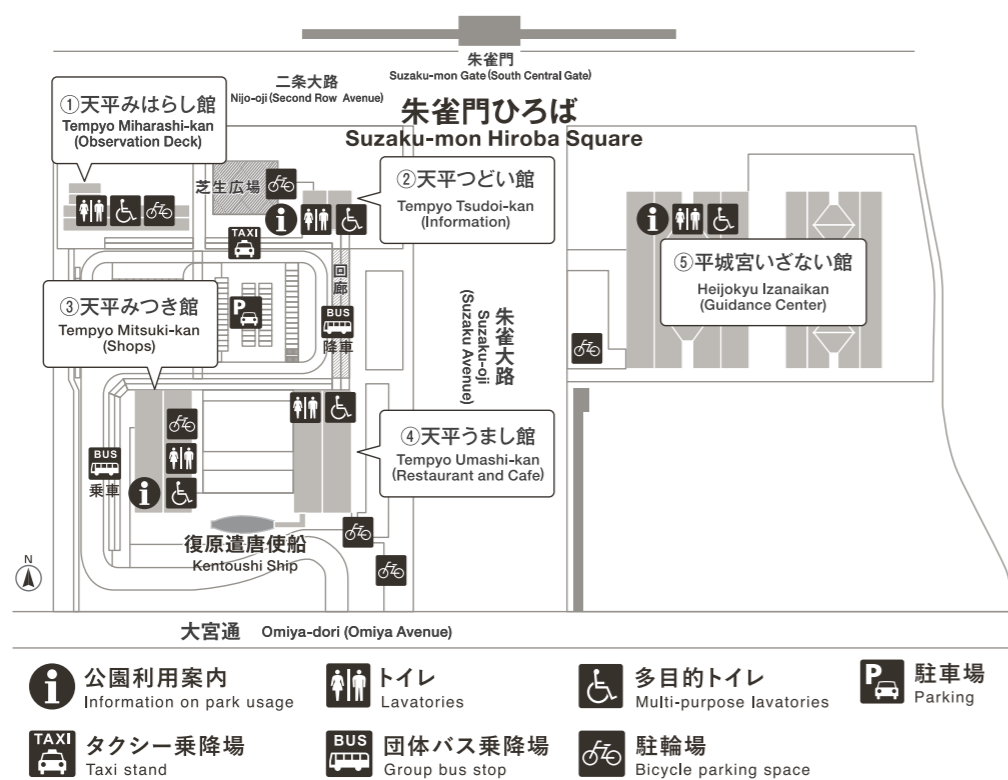 朱雀門
Suzaku-mon Gate (South Central Gate)
二条大路
Nijo-oji (Second Row Avenue)
朱雀門ひろば
Suzaku-mon Hiroba Square
①天平みはらし館
Tempyo Miharashi-kan
(Observation Deck)
芝生広場
②天平つどい館
Tempyo Tsudoi-kan
(Information)
TAXI
回廊
⑤平城宮いざない館
Heijokyu Izanaikan
(Guidance Center)
③天平みつき館
Tempyo Mitsuki-kan
(Shops)
P
BUS
降車
朱雀大路
Suzaku-oji
(Suzaku Avenue)
④天平うまし館
Tempyo Umashi-kan
(Restaurant and Cafe)
BUS
乗車
復原遣唐使船
Kentoushi Ship
N
大宮通 Omiya-dori (Omiya Avenue)
公園利用案内
Information on park usage
トイレ
Lavatories
多目的トイレ
Multi-purpose lavatories
P
駐車場
Parking
TAXI
タクシー乗降場
Taxi stand
BUS
団体バス乗降場
Group bus stop
駐輪場
Bicycle parking space